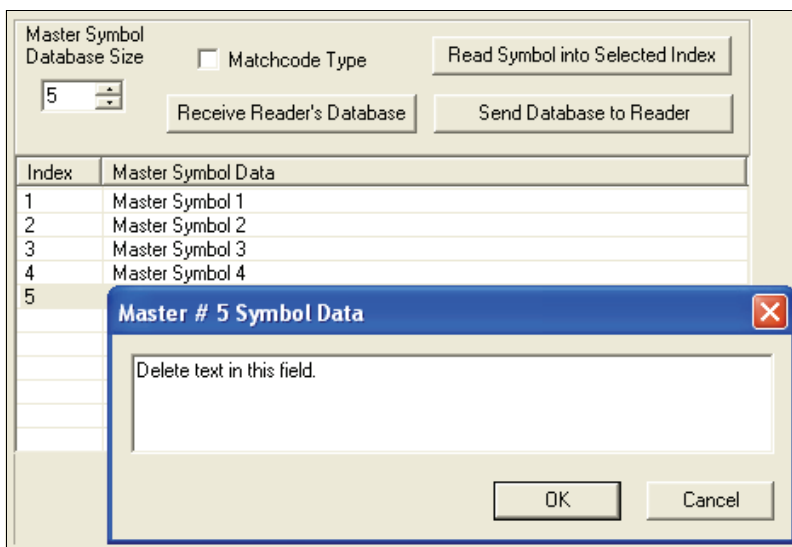 Master Symbol
Database Size
5
Matchcode Type
Read Symbol into Selected Index
Receive Reader's Database
Send Database to Reader
Index Master Symbol Data
1 Master Symbol 1
2 Master Symbol 2
3 Master Symbol 3
4 Master Symbol 4
5
Master # 5 Symbol Data
Delete text in this field.
OK Cancel